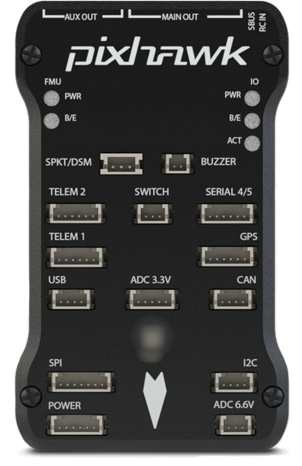 AUX OUT
MAIN OUT
SBUS
RC IN
pixhawk
FMU
IO
PWR
PWR
B/E
B/E
ACT
SPKT/DSM
BUZZER
TELEM 2
SWITCH
SERIAL 4/5
TELEM 1
GPS
USB
ADC 3.3V
CAN
SPI
I2C
POWER
ADC 6.6V